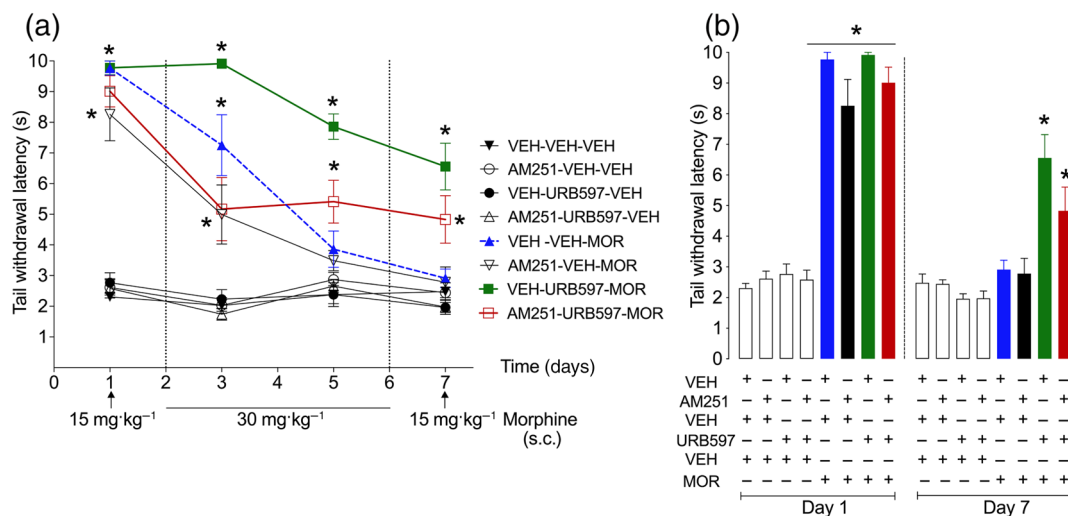 (a)
Tail withdrawal latency (s)
10
9
8
7
6
5
4
3
2
1
* * * * * * * * * *
0 1 2 3 4 5 6 7
Time (days)
15 mg·kg–1 30 mg·kg–1 15 mg·kg–1 Morphine
(s.c.)
VEH-VEH-VEH
AM251-VEH-VEH
VEH-URB597-VEH
AM251-URB597-VEH
VEH -VEH-MOR
AM251-VEH-MOR
VEH-URB597-MOR
AM251-URB597-MOR
(b)
Tail withdrawal latency (s)
10
9
8
7
6
5
4
3
2
1
0
*
* *
VEH + – + – + – + – + – + – + – + –
AM251 – + – + – + – + – + – + – + – +
VEH + + – – + + – – + + – – + + – –
URB597 – – + + – – + + – – + + – – + +
VEH + + + + – – – – + + + + – – – –
MOR – – – – + + + + – – – – + + + +
Day 1 Day 7